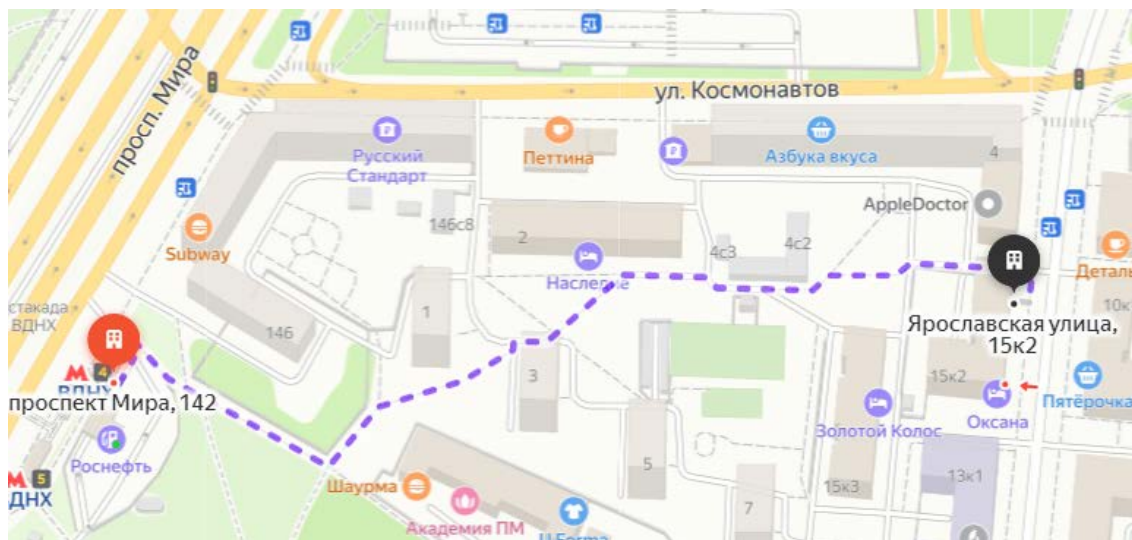 просп. Мира
ул. Космонавтов
Русский
Стандарт
Петтина
Азбука вкуса
4
AppleDoctor
146с8
2
4с3
4с2
Subway
Наследие
Деталь
стакада
ВДНХ
146
1
10к
Ярославская улица,
15к2
4
ВДНХ
проспект Мира, 142
3
15к2
Пятёрочка
Роснефть
Золотой Колос
Оксана
5
ДНХ
5
Шаурма
15к3
13к1
Академия ПМ
7